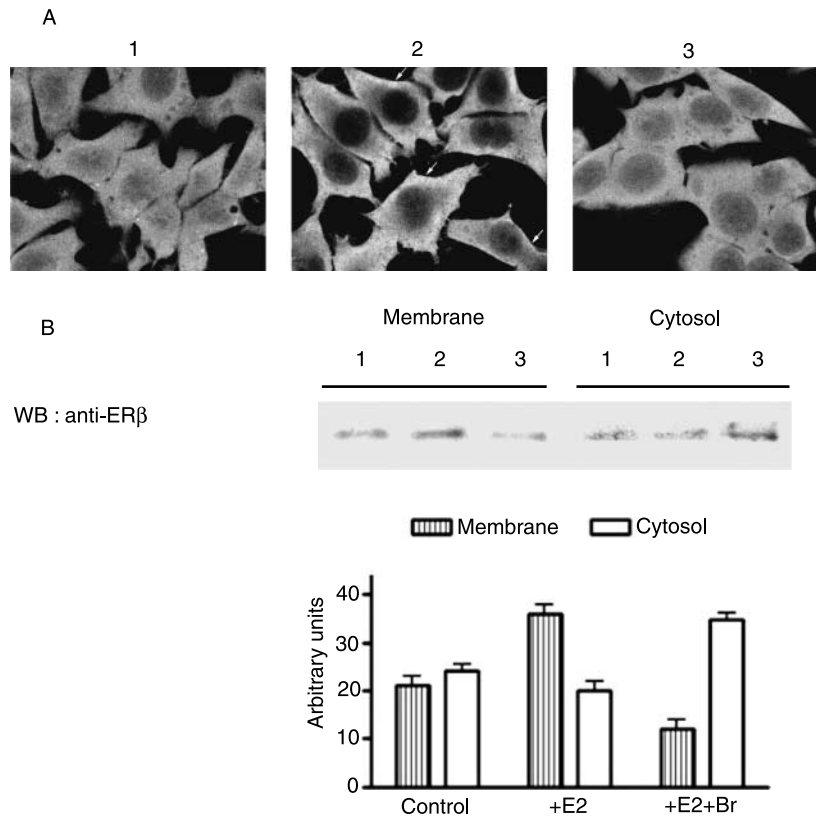 A
1 2 3
B
Membrane Cytosol
1 2 3 1 2 3
WB : anti-ERβ
Membrane Cytosol
Arbitrary units
40
30
20
10
0
Control +E2 +E2+Br